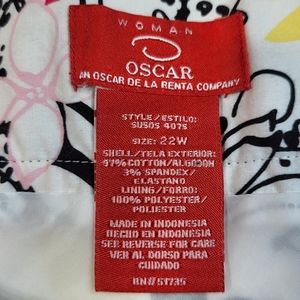 WOMAN
OSCAR
AN OSCAR DE LA RENTA COMPANY
STYLE/ESTILO:
SUSOS 4075
SIZE: 22W
SHELL/TELA EXTERIOR:
97% COTTON/ALGODON
3% SPANDEX/
ELASTANO
LINING/FORRO:
100% POLYESTER/
POLIESTER
MADE IN INDONESIA
HECHO EN INDONESIA
SEE REVERSE FOR CARE
VER AL DORSO PARA
CUIDADO
RN# 51735